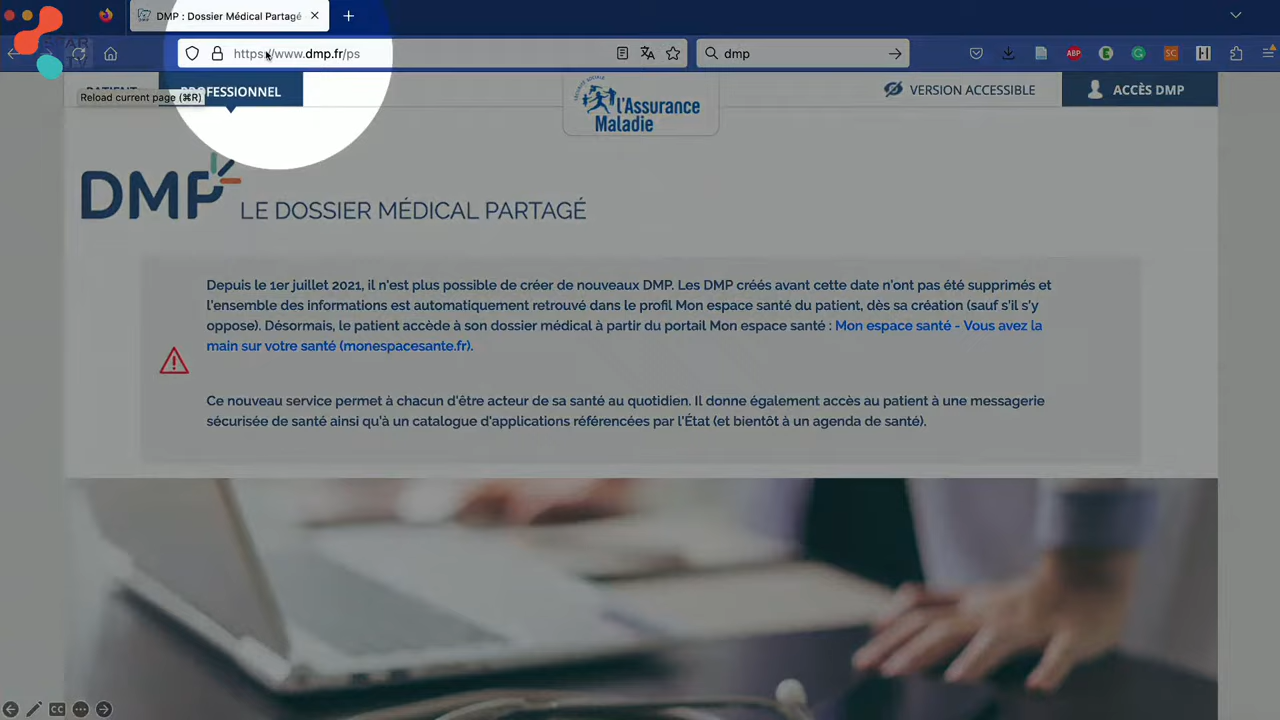 DMP : Dossier Médical Partagé
https://www.dmp.fr/ps
dmp
ABP
SC
PATIENT
PROFESSIONNEL
Reload current page (⌘R)
l'Assurance
Maladie
VERSION ACCESSIBLE
ACCÈS DMP
DMP
LE DOSSIER MÉDICAL PARTAGÉ
Depuis le 1er juillet 2021, il n'est plus possible de créer de nouveaux DMP. Les DMP créés avant cette date n'ont pas été supprimés et
l'ensemble des informations est automatiquement retrouvé dans le profil Mon espace santé du patient, dès sa création (sauf s'il s'y
oppose). Désormais, le patient accède à son dossier médical à partir du portail Mon espace santé : Mon espace santé - Vous avez la
main sur votre santé (monespacesante.fr).
Ce nouveau service permet à chacun d'être acteur de sa santé au quotidien. Il donne également accès au patient à une messagerie
sécurisée de santé ainsi qu'à un catalogue d'applications référencées par l'État (et bientôt à un agenda de santé).
CC